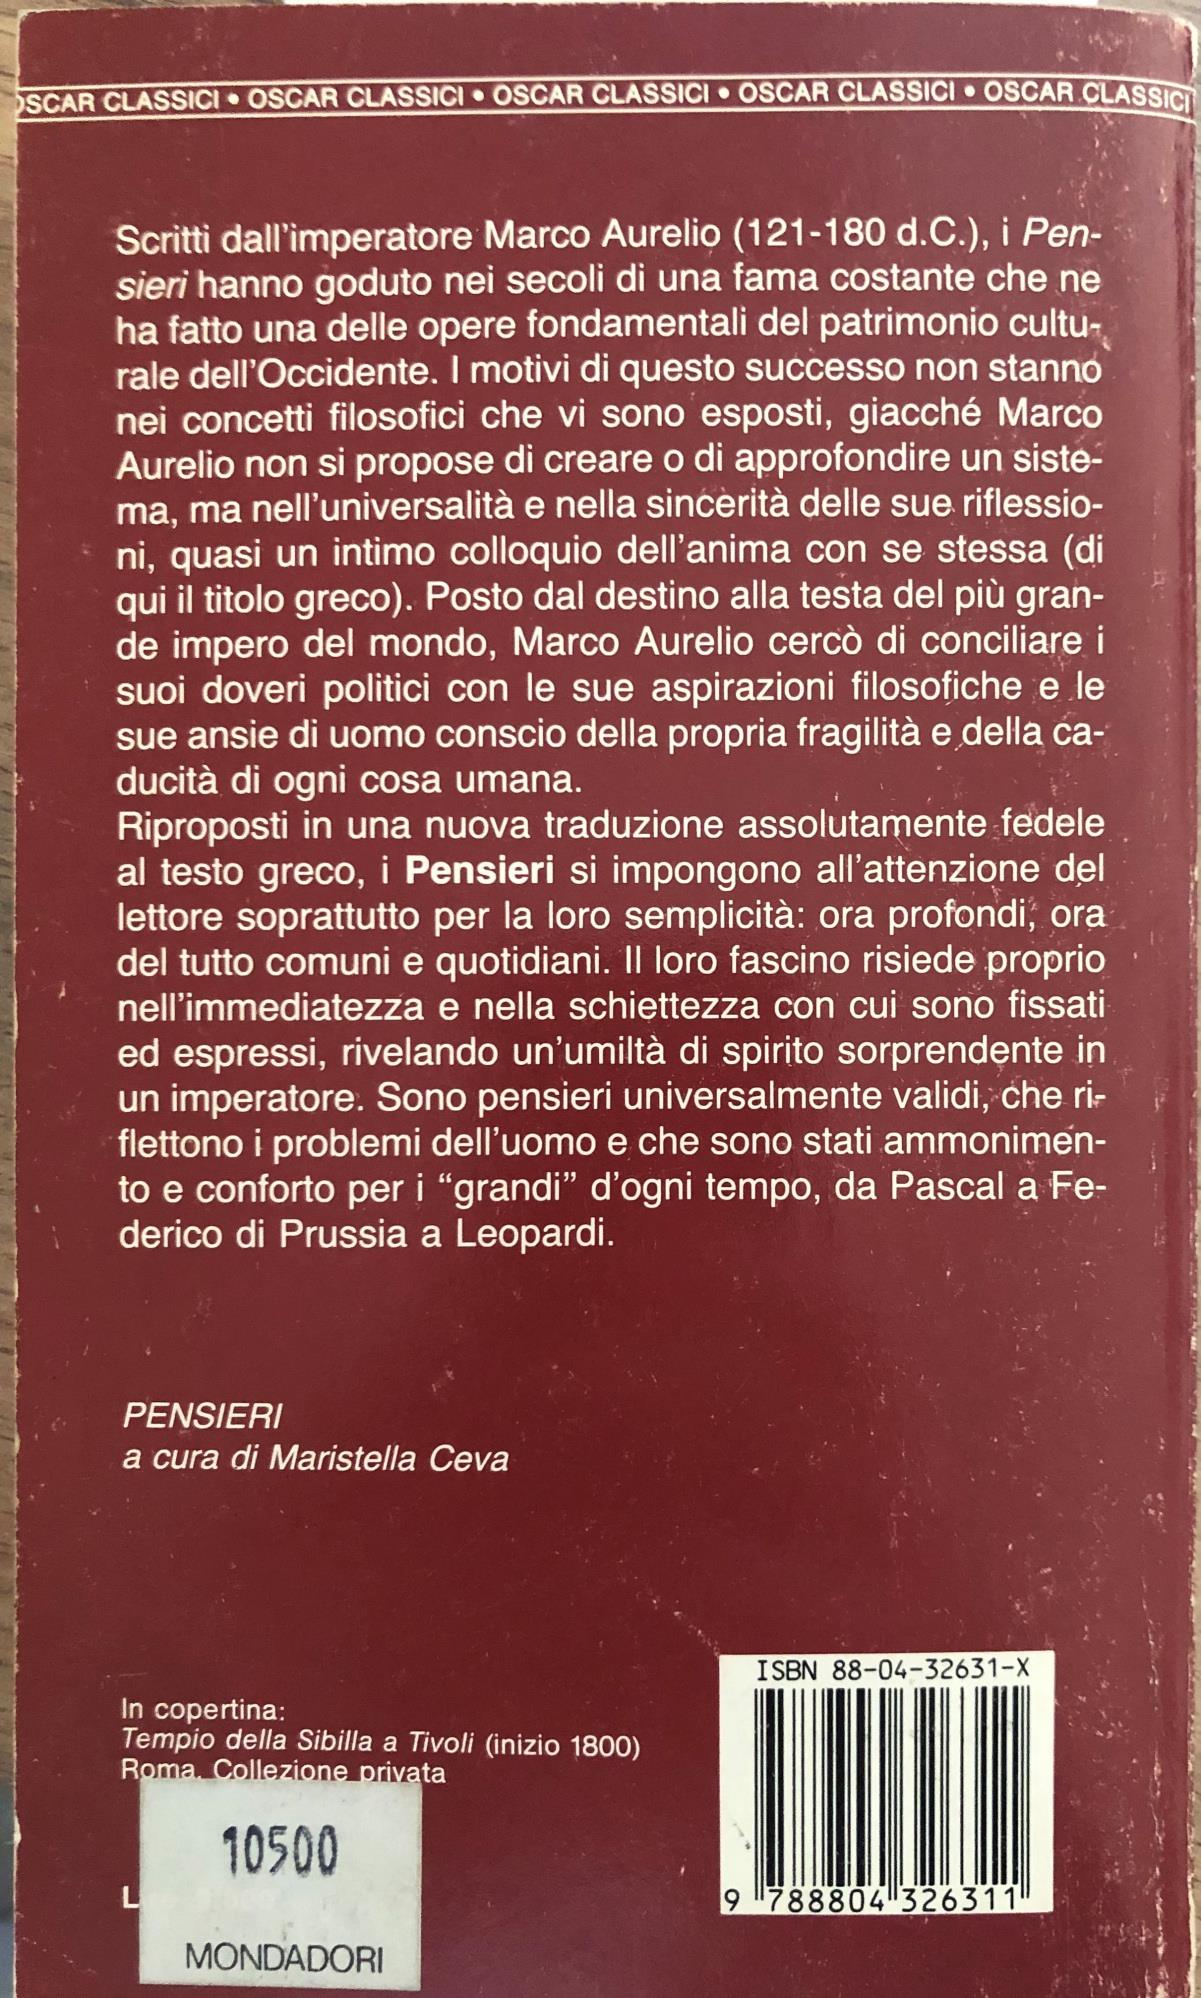 OSCAR CLASSICI • OSCAR CLASSICI • OSCAR CLASSICI • OSCAR CLASSICI • OSCAR CLASSICI
Scritti dall'imperatore Marco Aurelio (121-180 d.C.), i Pen-
sieri hanno goduto nei secoli di una fama costante che ne
ha fatto una delle opere fondamentali del patrimonio cultu-
rale dell'Occidente. I motivi di questo successo non stanno
nei concetti filosofici che vi sono esposti, giacché Marco
Aurelio non si propose di creare o di approfondire un siste-
ma, ma nell'universalità e nella sincerità delle sue riflessio-
ni, quasi un intimo colloquio dell'anima con se stessa (di
qui il titolo greco). Posto dal destino alla testa del più gran-
de impero del mondo, Marco Aurelio cercò di conciliare i
suoi doveri politici con le sue aspirazioni filosofiche e le
sue ansie di uomo conscio della propria fragilità e della ca-
ducità di ogni cosa umana.
Riproposti in una nuova traduzione assolutamente fedele
al testo greco, i Pensieri si impongono all'attenzione del
lettore soprattutto per la loro semplicità: ora profondi, ora
del tutto comuni e quotidiani. Il loro fascino risiede proprio
nell'immediatezza e nella schiettezza con cui sono fissati
ed espressi, rivelando un'umiltà di spirito sorprendente in
un imperatore. Sono pensieri universalmente validi, che ri-
flettono i problemi dell'uomo e che sono stati ammonimen-
to e conforto per i “grandi” d'ogni tempo, da Pascal a Fe-
derico di Prussia a Leopardi.
PENSIERI
a cura di Maristella Ceva
In copertina:
Tempio della Sibilla a Tivoli (inizio 1800)
Roma. Collezione privata
10500
MONDADORI
ISBN 88-04-32631-X
9 788804 326311